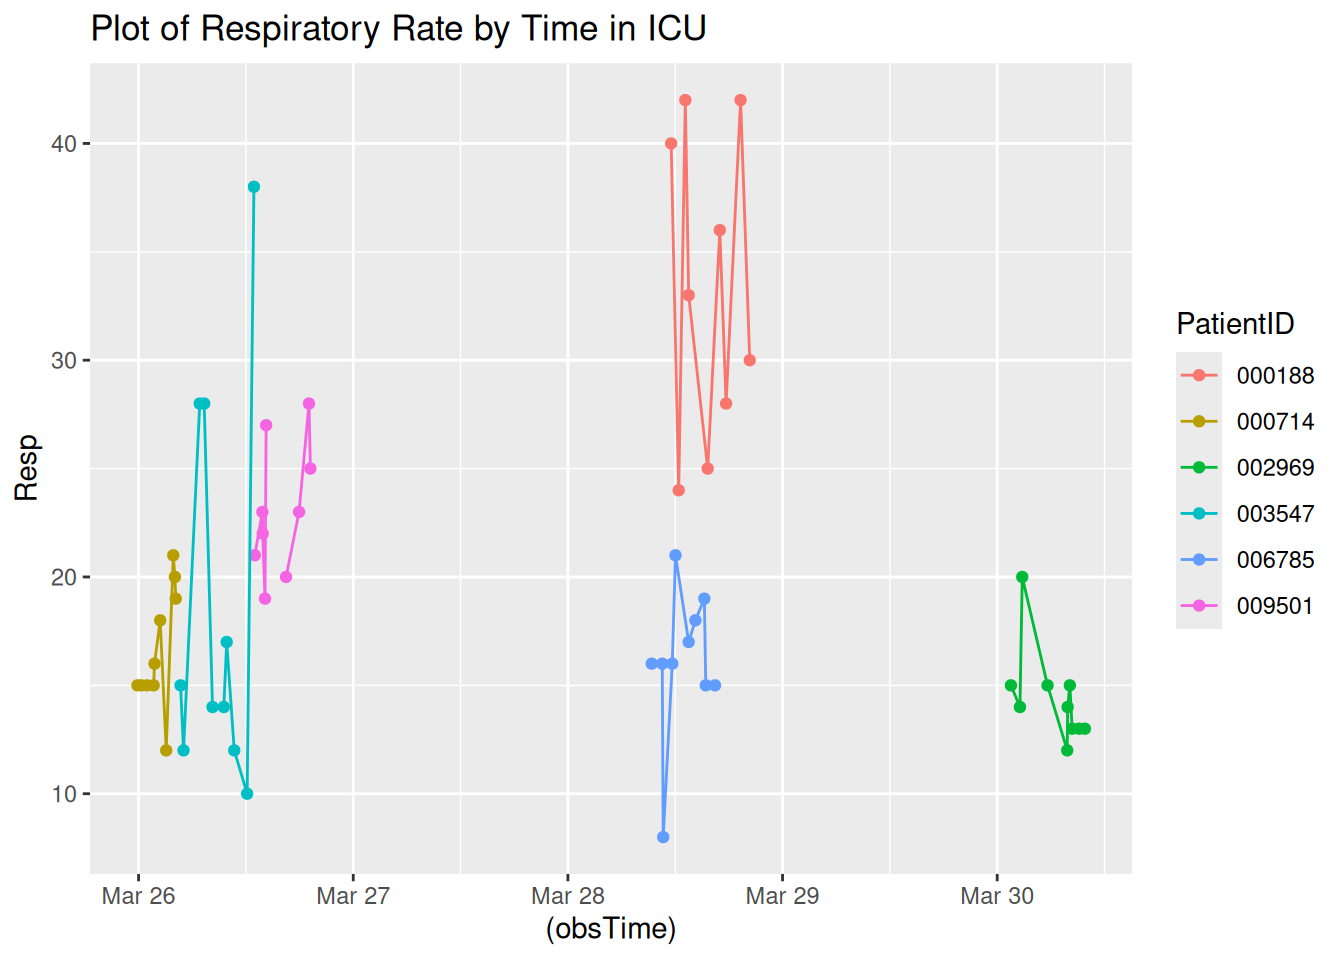 Plot of Respiratory Rate by Time in ICU
Resp
40
30
20
10
Mar 26
Mar 27
Mar 28
Mar 29
Mar 30
(obsTime)
PatientID
000188
000714
002969
003547
006785
009501